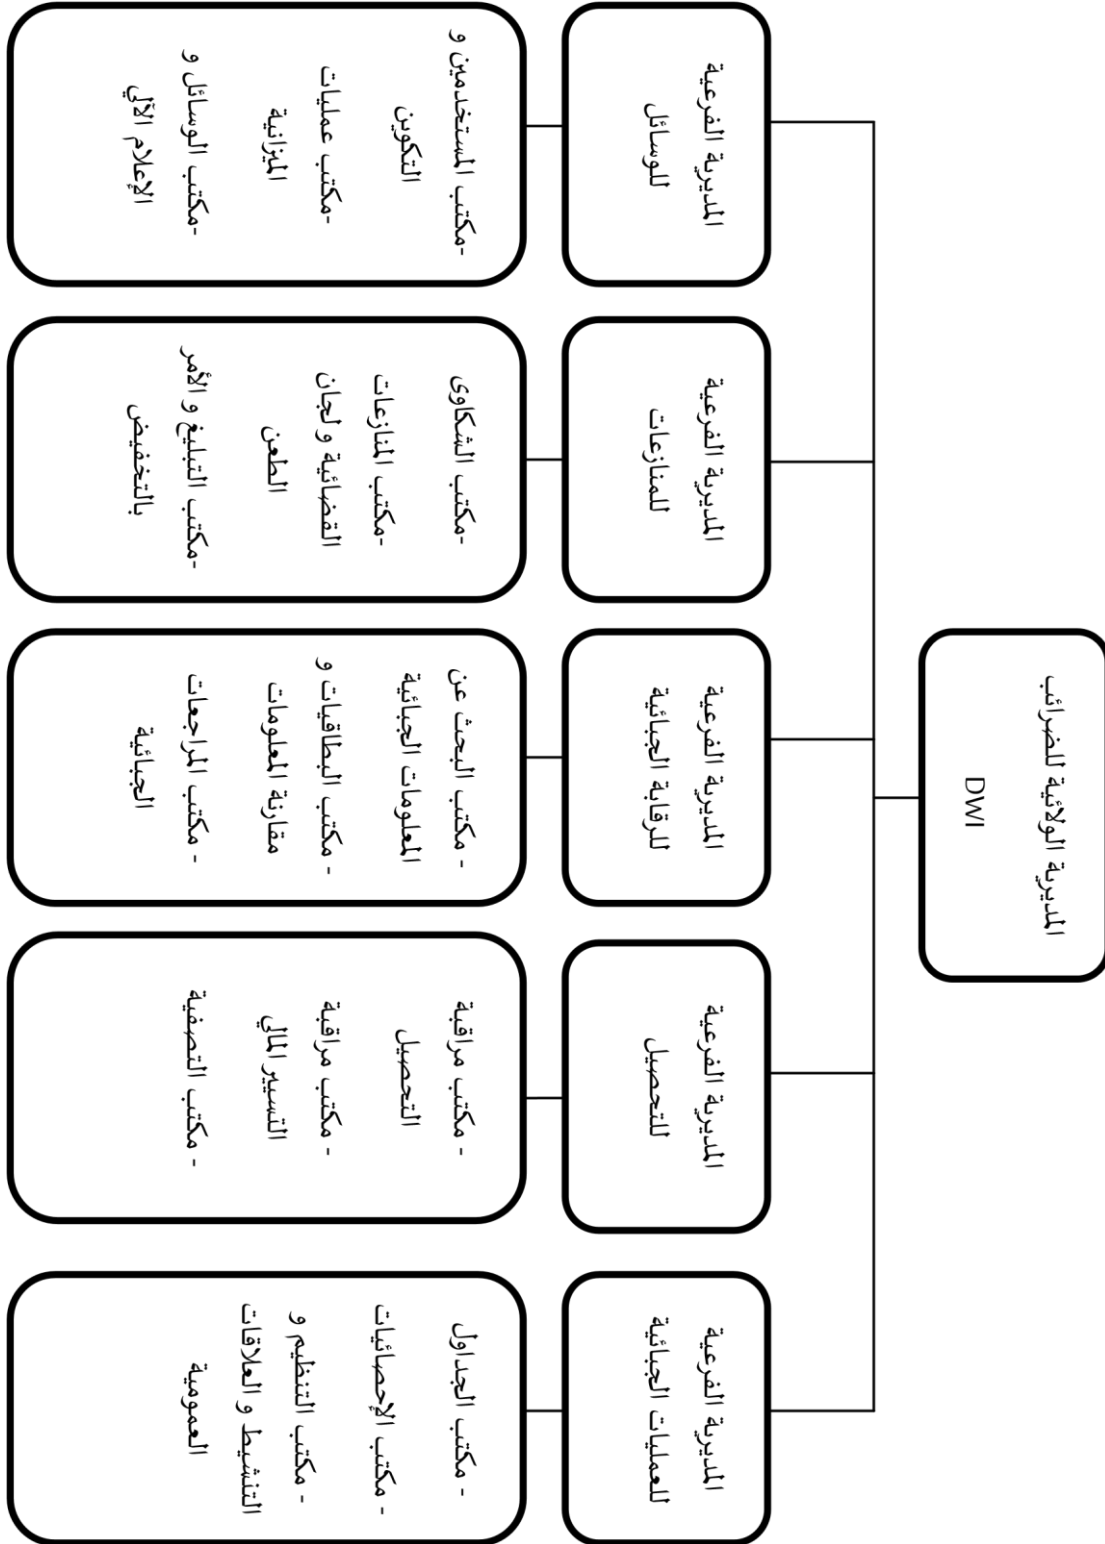 المديرية الولائية للضرائب
DWI
المديرية الفرعية
للعمليات الجبائية
المديرية الفرعية
للتحصيل
المديرية الفرعية
للرقابة الجبائية
المديرية الفرعية
للمنازعات
المديرية الفرعية
للوسائل
- مكتب الجداول
- مكتب الإحصائيات
- مكتب التنظيم و
التنشيط و العلاقات
العمومية
- مكتب مراقبة
التحصيل
- مكتب مراقبة
التسيير المالي
- مكتب التصفية
- مكتب البحث عن
المعلومات الجبائية
- مكتب البطاقيات و
مقارنة المعلومات
- مكتب المراجعات
الجبائية
-مكتب الشكاوى
-مكتب المنازعات
القضائية و لجان
الطعن
-مكتب التبليغ و الأمر
بالتخفيض
-مكتب المستخدمين و
التكوين
-مكتب عمليات
الميزانية
-مكتب الوسائل و
الإعلام الآلي